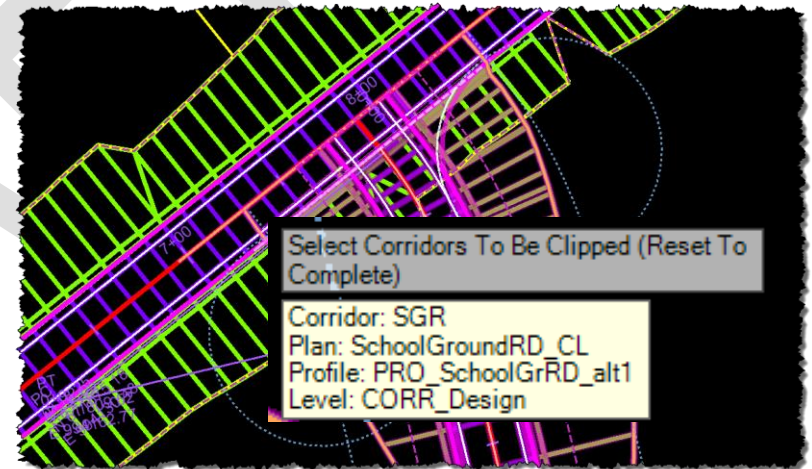 8+00
7+00
Select Corridors To Be Clipped (Reset To
Complete)
Corridor: SGR
Plan: SchoolGroundRD_CL
Profile: PRO_SchoolGrRD_alt1
Level: CORR_Design